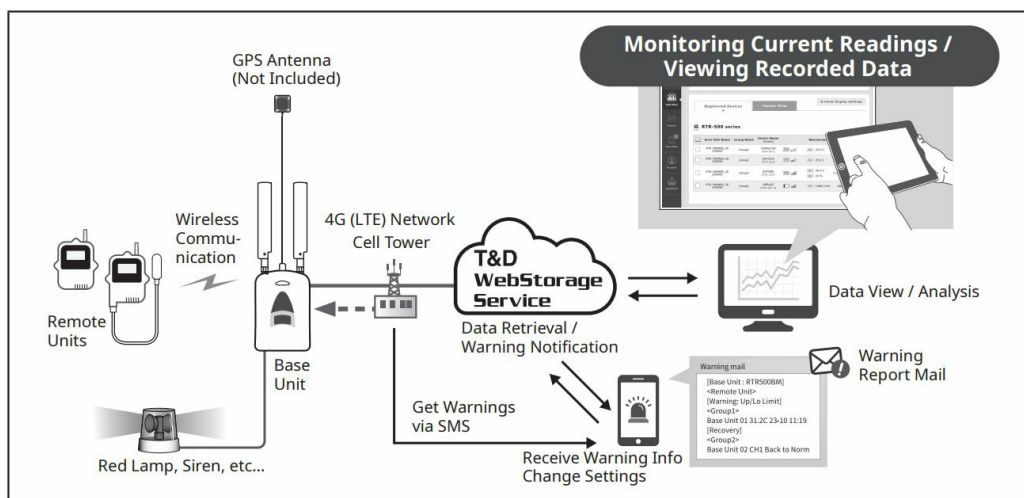 Monitoring Current Readings /
Viewing Recorded Data
GPS Antenna
(Not Included)
Registered Devices
RTR-500 series
Wireless
Commu-
nication
4G (LTE) Network
Cell Tower
T&D
WebStorage
Service
Data View / Analysis
Remote
Units
Base
Unit
Data Retrieval /
Warning Notification
Warning
Report Mail
Warning mail
[Base Unit : RTR500BM]
<Remote Unit>
[Warning: Up/Lo Limit]
<Group1>
Base Unit 01 31.2C 23-10 11:19
[Recovery]
<Group2>
Base Unit 02 CH1 Back to Norm
Get Warnings
via SMS
Red Lamp, Siren, etc...
Receive Warning Info
Change Settings